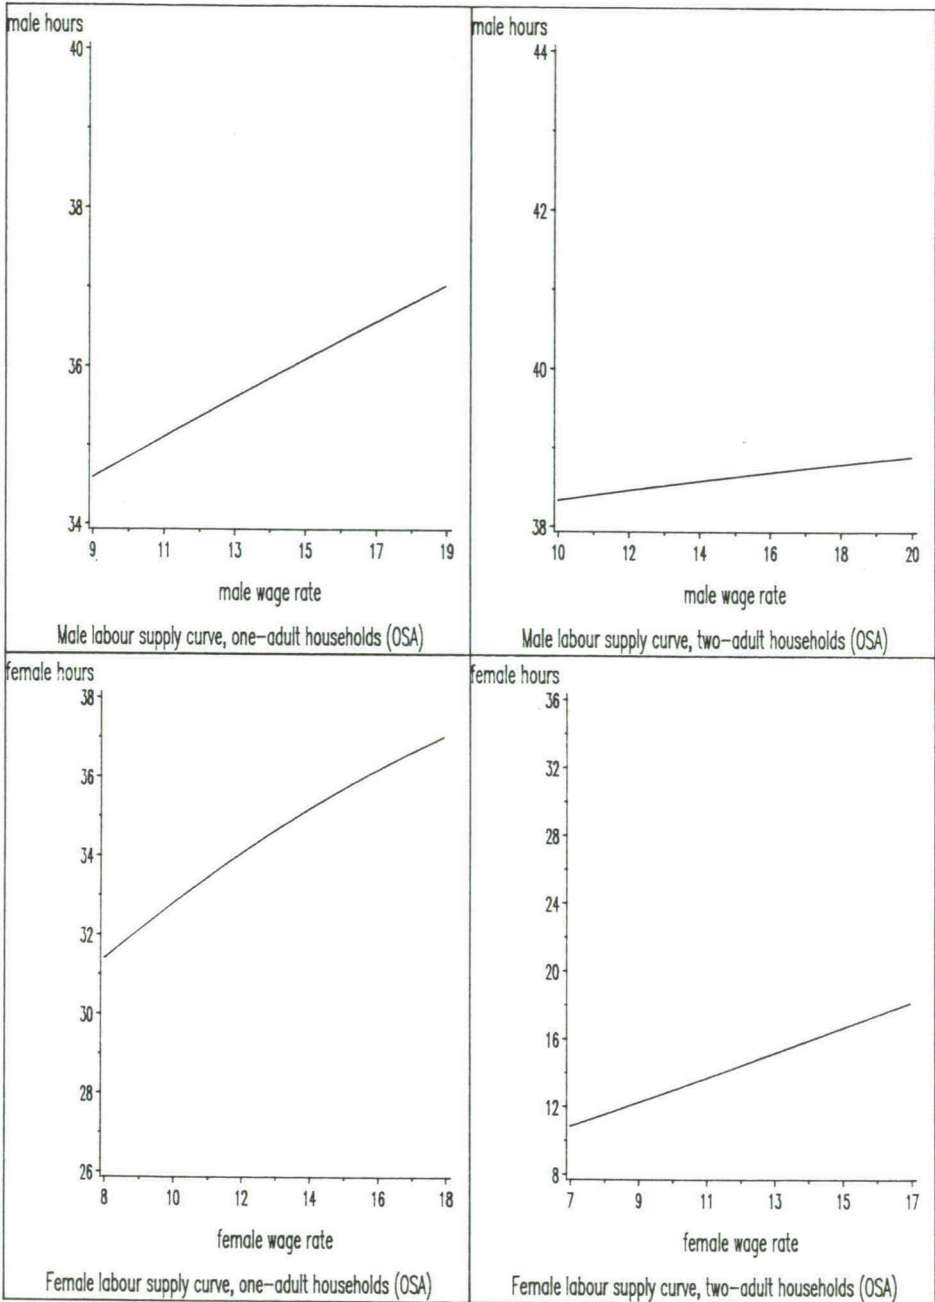 male hours
40
38
36
34
9 11 13 15 17 19
male wage rate
Male labour supply curve, one-adult households (OSA)
male hours
44
42
40
38
10 12 14 16 18 20
male wage rate
Male labour supply curve, two-adult households (OSA)
female hours
38
36
34
32
30
28
26
8 10 12 14 16 18
female wage rate
Female labour supply curve, one-adult households (OSA)
female hours
36
32
28
24
20
16
12
8
7 9 11 13 15 17
female wage rate
Female labour supply curve, two-adult households (OSA)